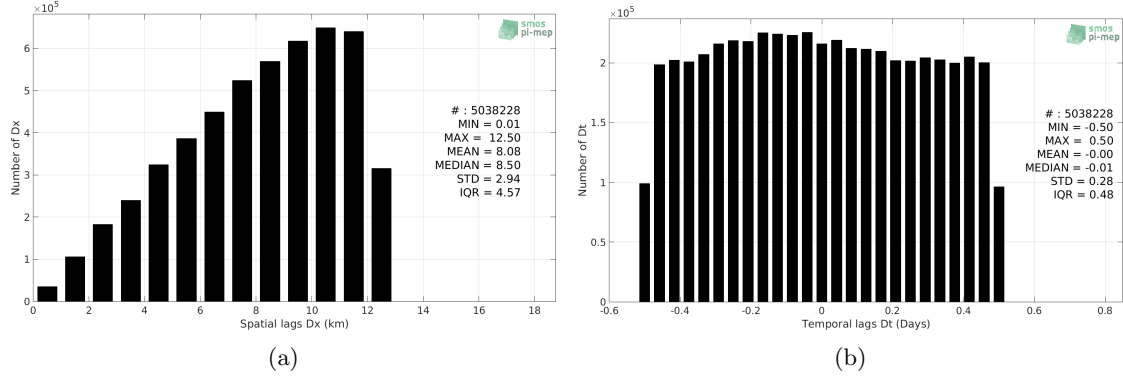 ×10^5
smos
pi-mep
6
5
4
3
2
1
0
Number of Dx
# : 5038228
MIN = 0.01
MAX = 12.50
MEAN = 8.08
MEDIAN = 8.50
STD = 2.94
IQR = 4.57
0 2 4 6 8 10 12 14 16 18
Spatial lags Dx (km)
(a)
×10^5
smos
pi-mep
2
1.5
1
0.5
0
Number of Dt
# : 5038228
MIN = -0.50
MAX = 0.50
MEAN = -0.00
MEDIAN = -0.01
STD = 0.28
IQR = 0.48
-0.6 -0.4 -0.2 0 0.2 0.4 0.6 0.8
Temporal lags Dt (Days)
(b)